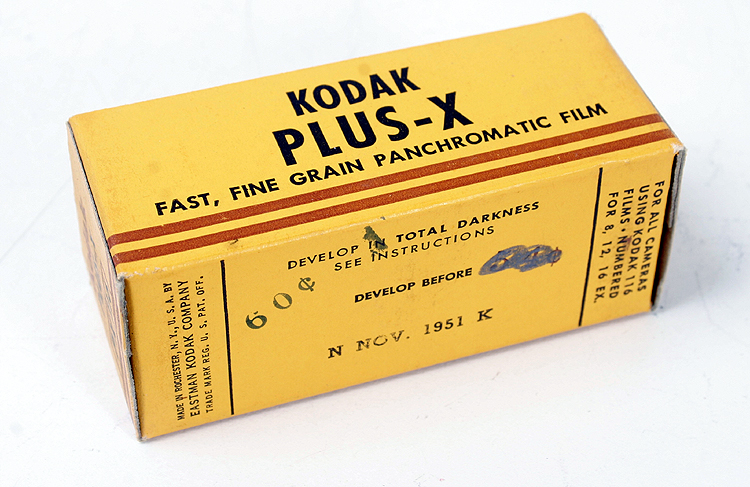 KODAK
PLUS-X
FAST, FINE GRAIN PANCHROMATIC FILM
MADE IN ROCHESTER, N. Y., U. S. A. BY
EASTMAN KODAK COMPANY
TRADE MARK REG. U. S. PAT. OFF.
DEVELOP IN TOTAL DARKNESS
SEE INSTRUCTIONS
60¢
DEVELOP BEFORE
N NOV. 1951 K
FOR ALL CAMERAS
USING KODAK 116
FILMS • NUMBERED
FOR 8, 12, 16 EX.